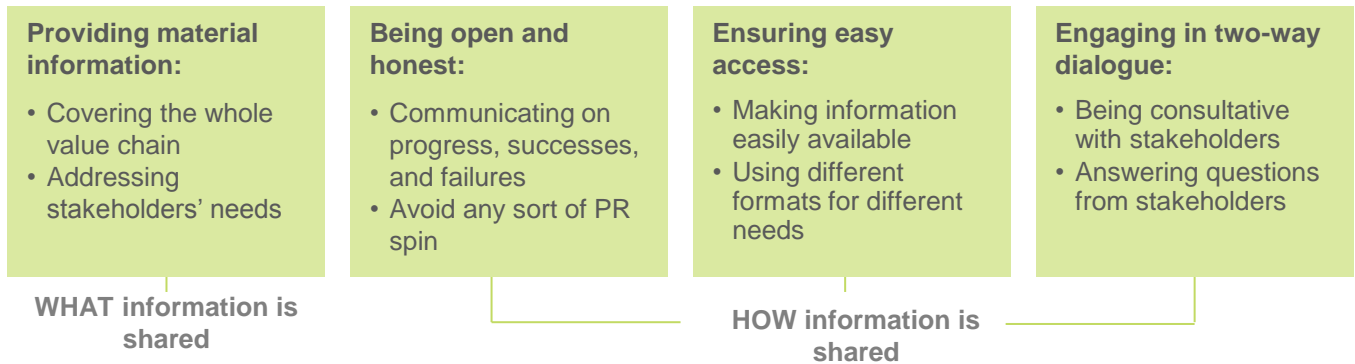 Providing material
information:
• Covering the whole
value chain
• Addressing
stakeholders’ needs
Being open and
honest:
• Communicating on
progress, successes,
and failures
• Avoid any sort of PR
spin
Ensuring easy
access:
• Making information
easily available
• Using different
formats for different
needs
Engaging in two-way
dialogue:
• Being consultative
with stakeholders
• Answering questions
from stakeholders
WHAT information is
shared
HOW information is
shared